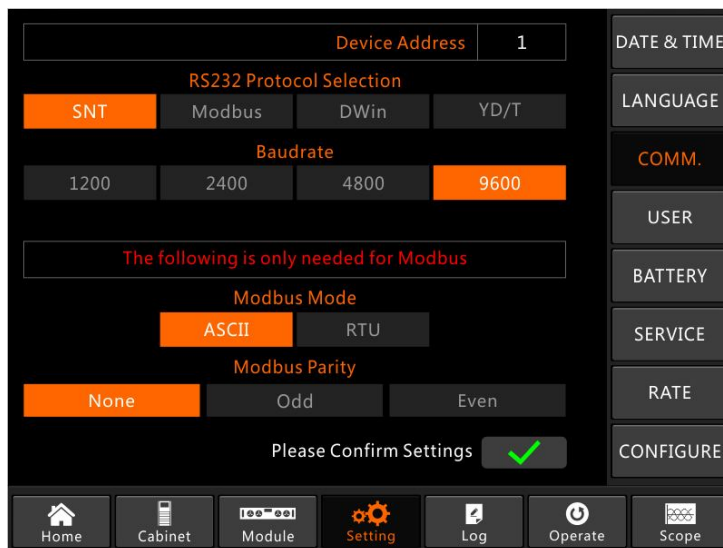 Device Address 1
RS232 Protocol Selection
SNT Modbus DWin YD/T
Baudrate
1200 2400 4800 9600
The following is only needed for Modbus
Modbus Mode
ASCII RTU
Modbus Parity
None Odd Even
Please Confirm Settings
DATE & TIME
LANGUAGE
COMM.
USER
BATTERY
SERVICE
RATE
CONFIGURE
Home Cabinet Module Setting Log Operate Scope